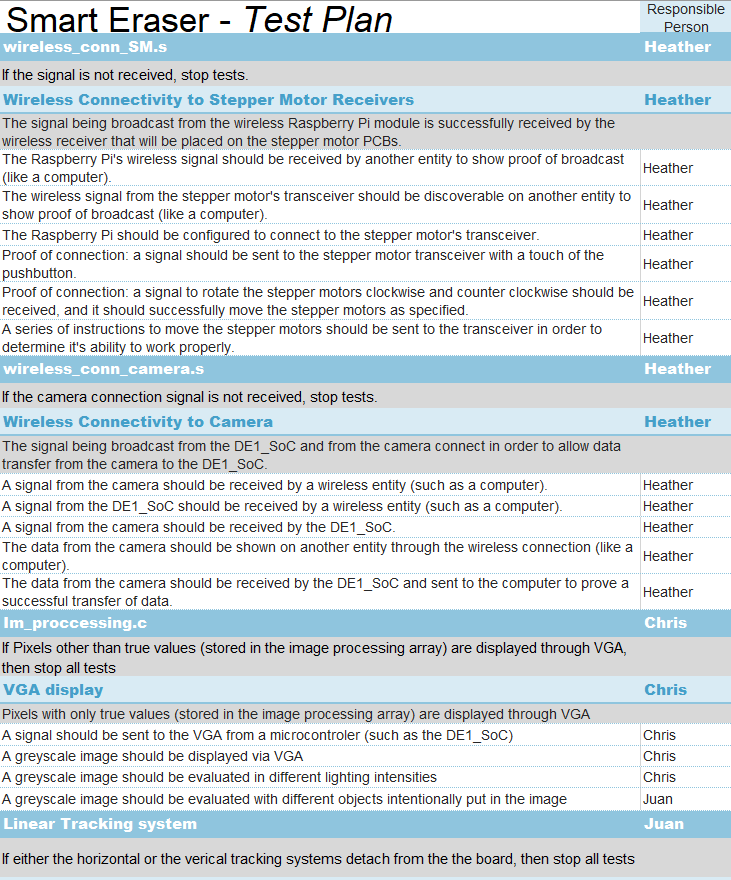 Smart Eraser - Test Plan
Responsible
Person
wireless_conn_SM.s Heather
If the signal is not received, stop tests.
Wireless Connectivity to Stepper Motor Receivers Heather
The signal being broadcast from the wireless Raspberry Pi module is successfully received by the
wireless receiver that will be placed on the stepper motor PCBs.
The Raspberry Pi's wireless signal should be received by another entity to show proof of broadcast
(like a computer).
Heather
The wireless signal from the stepper motor's transceiver should be discoverable on another entity to
show proof of broadcast (like a computer).
Heather
The Raspberry Pi should be configured to connect to the stepper motor's transceiver. Heather
Proof of connection: a signal should be sent to the stepper motor transceiver with a touch of the
pushbutton.
Heather
Proof of connection: a signal to rotate the stepper motors clockwise and counter clockwise should be
received, and it should successfully move the stepper motors as specified.
Heather
A series of instructions to move the stepper motors should be sent to the transceiver in order to
determine it's ability to work properly.
Heather
wireless_conn_camera.s Heather
If the camera connection signal is not received, stop tests.
Wireless Connectivity to Camera Heather
The signal being broadcast from the DE1_SoC and from the camera connect in order to allow data
transfer from the camera to the DE1_SoC.
A signal from the camera should be received by a wireless entity (such as a computer). Heather
A signal from the DE1_SoC should be received by a wireless entity (such as a computer). Heather
A signal from the camera should be received by the DE1_SoC. Heather
The data from the camera should be shown on another entity through the wireless connection (like a
computer).
Heather
The data from the camera should be received by the DE1_SoC and sent to the computer to prove a
successful transfer of data.
Heather
Im_proccessing.c Chris
If Pixels other than true values (stored in the image processing array) are displayed through VGA,
then stop all tests
VGA display Chris
Pixels with only true values (stored in the image processing array) are displayed through VGA
A signal should be sent to the VGA from a microcontroler (such as the DE1_SoC) Chris
A greyscale image should be displayed via VGA Chris
A greyscale image should be evaluated in different lighting intensities Chris
A greyscale image should be evaluated with different objects intentionally put in the image Juan
Linear Tracking system Juan
If either the horizontal or the verical tracking systems detach from the the board, then stop all tests